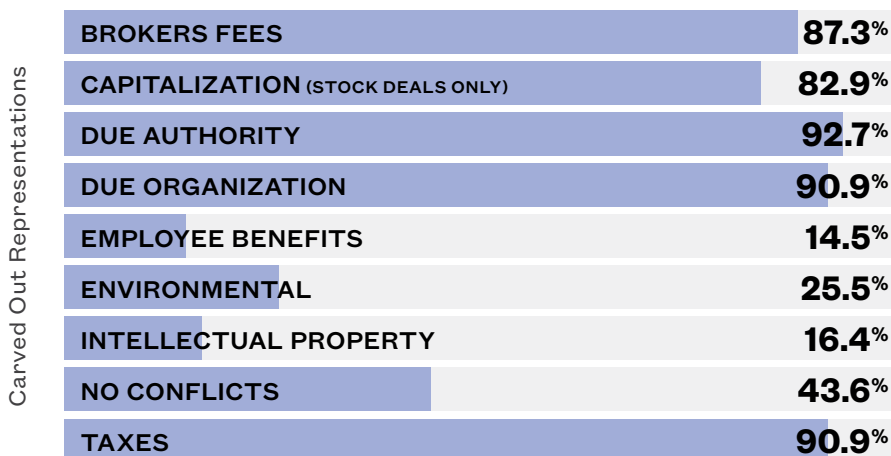 Carved Out Representations
BROKERS FEES 87.3%
CAPITALIZATION (STOCK DEALS ONLY) 82.9%
DUE AUTHORITY 92.7%
DUE ORGANIZATION 90.9%
EMPLOYEE BENEFITS 14.5%
ENVIRONMENTAL 25.5%
INTELLECTUAL PROPERTY 16.4%
NO CONFLICTS 43.6%
TAXES 90.9%